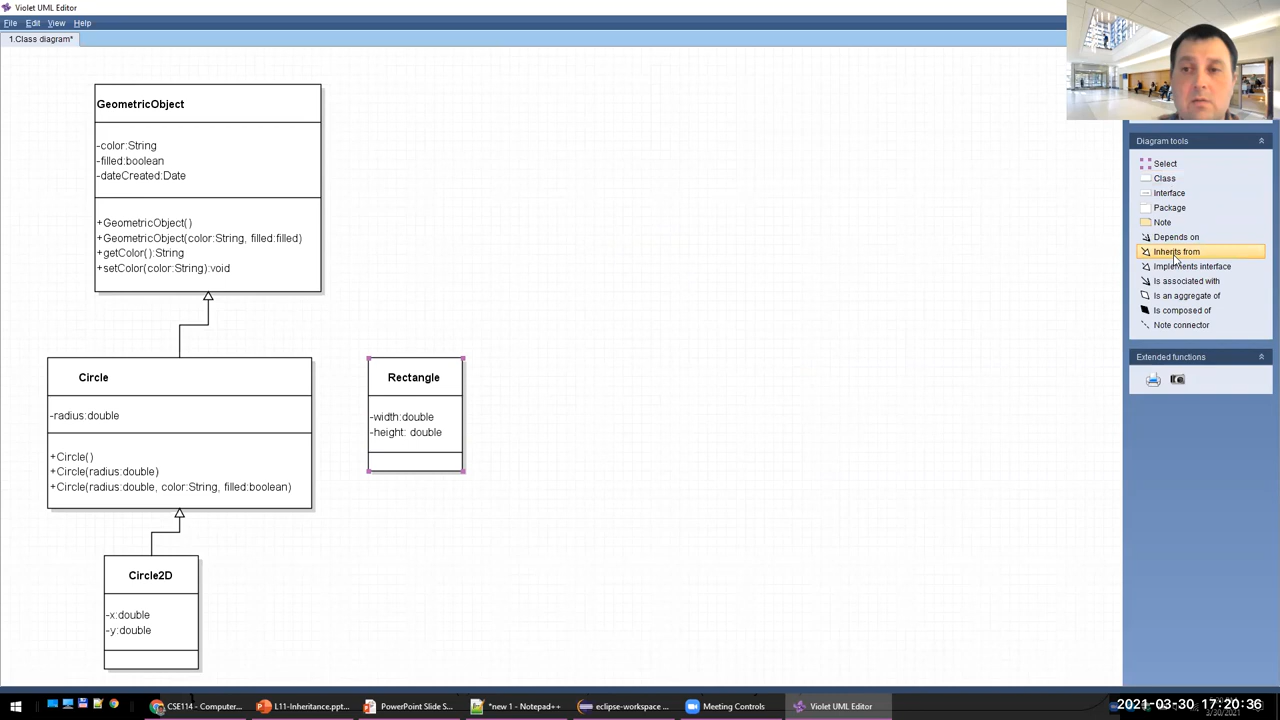 Violet UML Editor
File Edit View Help
1.Class diagram*
GeometricObject
-color:String
-filled:boolean
-dateCreated:Date
+GeometricObject()
+GeometricObject(color:String, filled:filled)
+getColor():String
+setColor(color:String):void
Circle
-radius:double
+Circle()
+Circle(radius:double)
+Circle(radius:double, color:String, filled:boolean)
Rectangle
-width:double
-height: double
Circle2D
-x:double
-y:double
Diagram tools
Select
Class
Interface
Package
Note
Depends on
Inherits from
Implements interface
Is associated with
Is an aggregate of
Is composed of
Note connector
Extended functions
CSE114 - Computer...
L11-Inheritance.ppt...
PowerPoint Slide S...
*new 1 - Notepad++
eclipse-workspace ...
Meeting Controls
Violet UML Editor
2021-03-30 17:20:36
3/30/2021